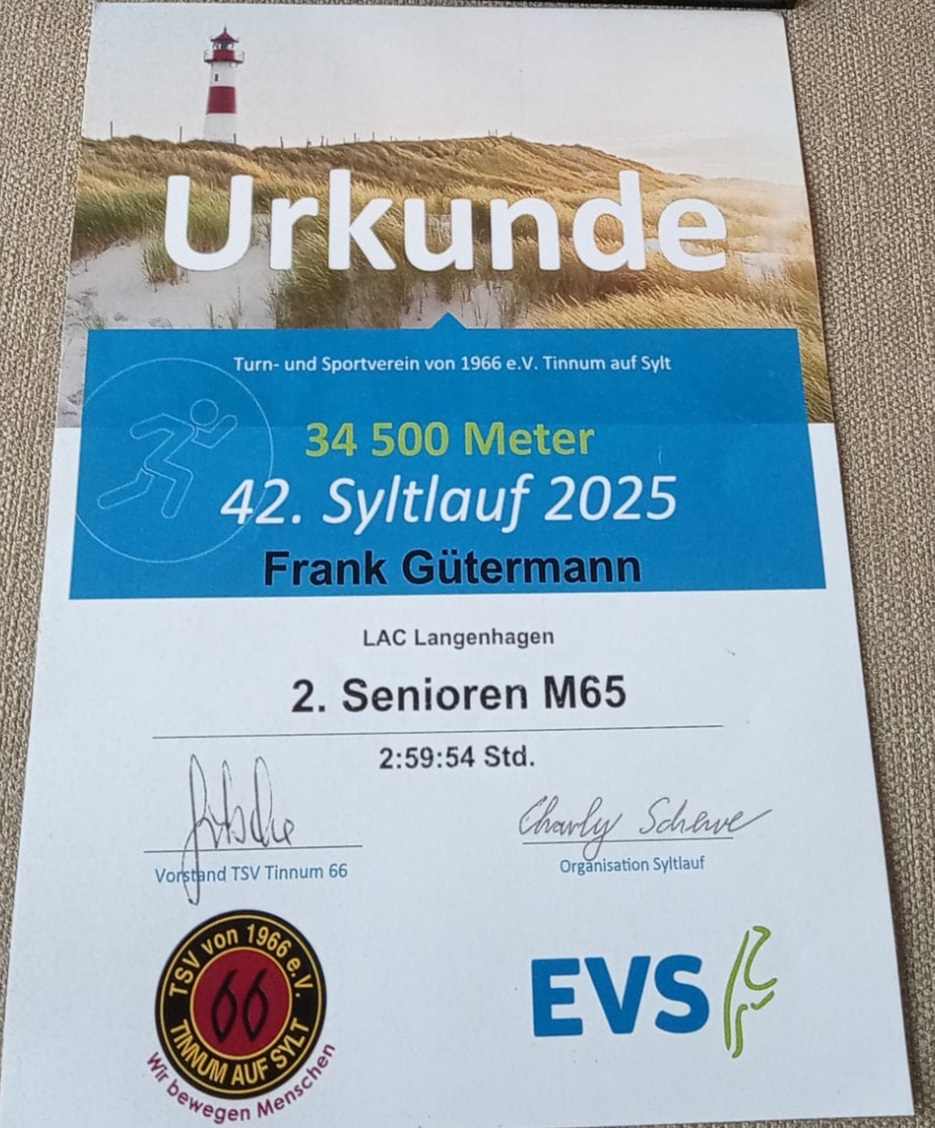 Urkunde
Turn- und Sportverein von 1966 e.V. Tinnum auf Sylt
34 500 Meter
42. Syltlauf 2025
Frank Gütermann
LAC Langenhagen
2. Senioren M65
2:59:54 Std.
Charly Schewe
Vorstand TSV Tinnum 66
Organisation Syltlauf
TSV von 1966 e.V.
66
TINNUM AUF SYLT
Wir bewegen Menschen
EVS